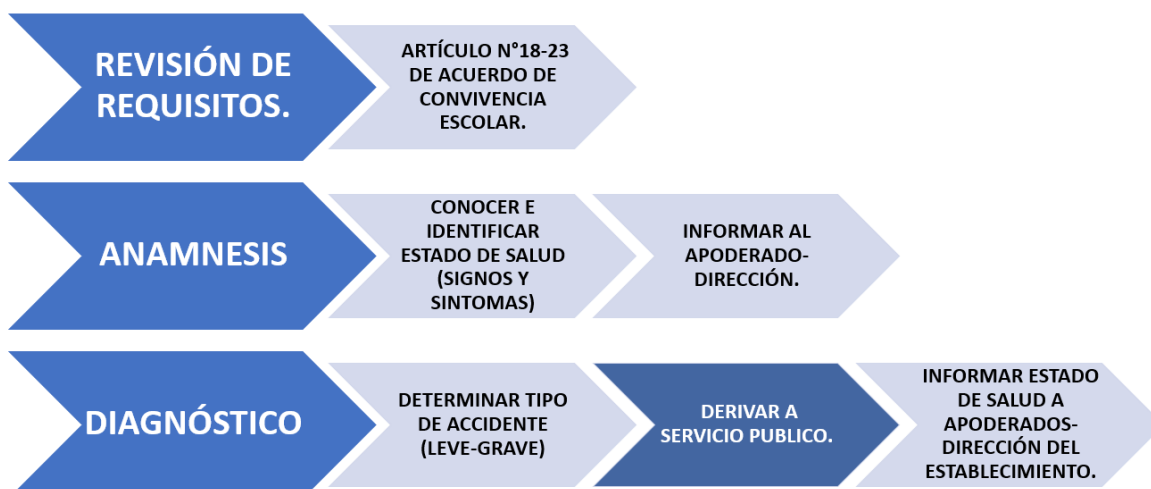 REVISIÓN DE
REQUISITOS.
ARTÍCULO N°18-23
DE ACUERDO DE
CONVIVENCIA
ESCOLAR.
ANAMNESIS
CONOCER E
IDENTIFICAR
ESTADO DE SALUD
(SIGNOS Y
SINTOMAS)
INFORMAR AL
APODERADO-
DIRECCIÓN.
DIAGNÓSTICO
DETERMINAR TIPO
DE ACCIDENTE
(LEVE-GRAVE)
DERIVAR A
SERVICIO PUBLICO.
INFORMAR ESTADO
DE SALUD A
APODERADOS-
DIRECCIÓN DEL
ESTABLECIMIENTO.